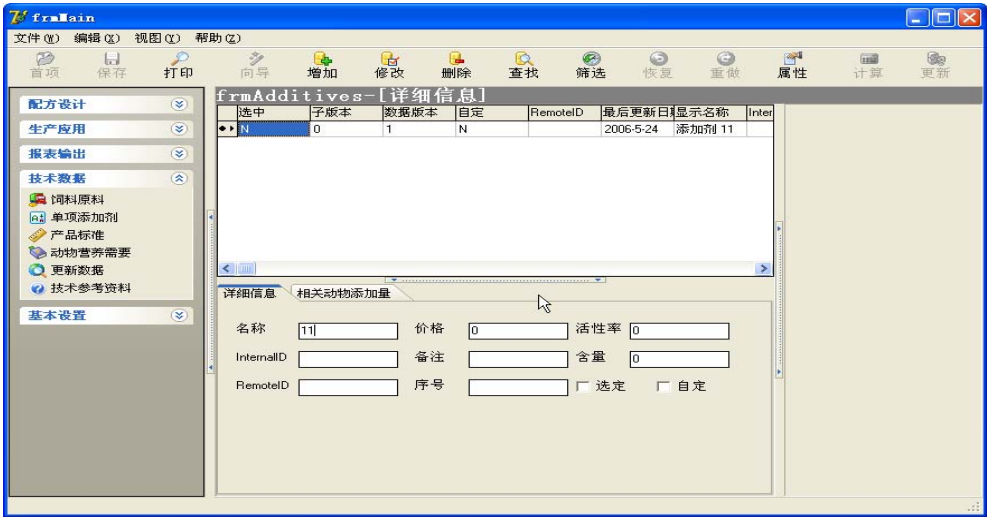 frmMain
文件(W) 编辑(X) 视图(Y) 帮助(Z)
首项 保存 打印 向导 增加 修改 删除 查找 筛选 恢复 重做 属性 计算 更新
frmAdditives-[详细信息]
配方设计
生产应用
报表输出
技术数据
饲料原料
单项添加剂
产品标准
动物营养需要
更新数据
技术参考资料
基本设置
选中 子版本 数据版本 自定 RemoteID 最后更新日期 显示名称 Inter
N 0 1 N 2006-5-24 添加剂 11
详细信息 相关动物添加量
名称 11 价格 0 活性率 0
InternalID 备注 含量 0
RemoteID 序号 选定 自定